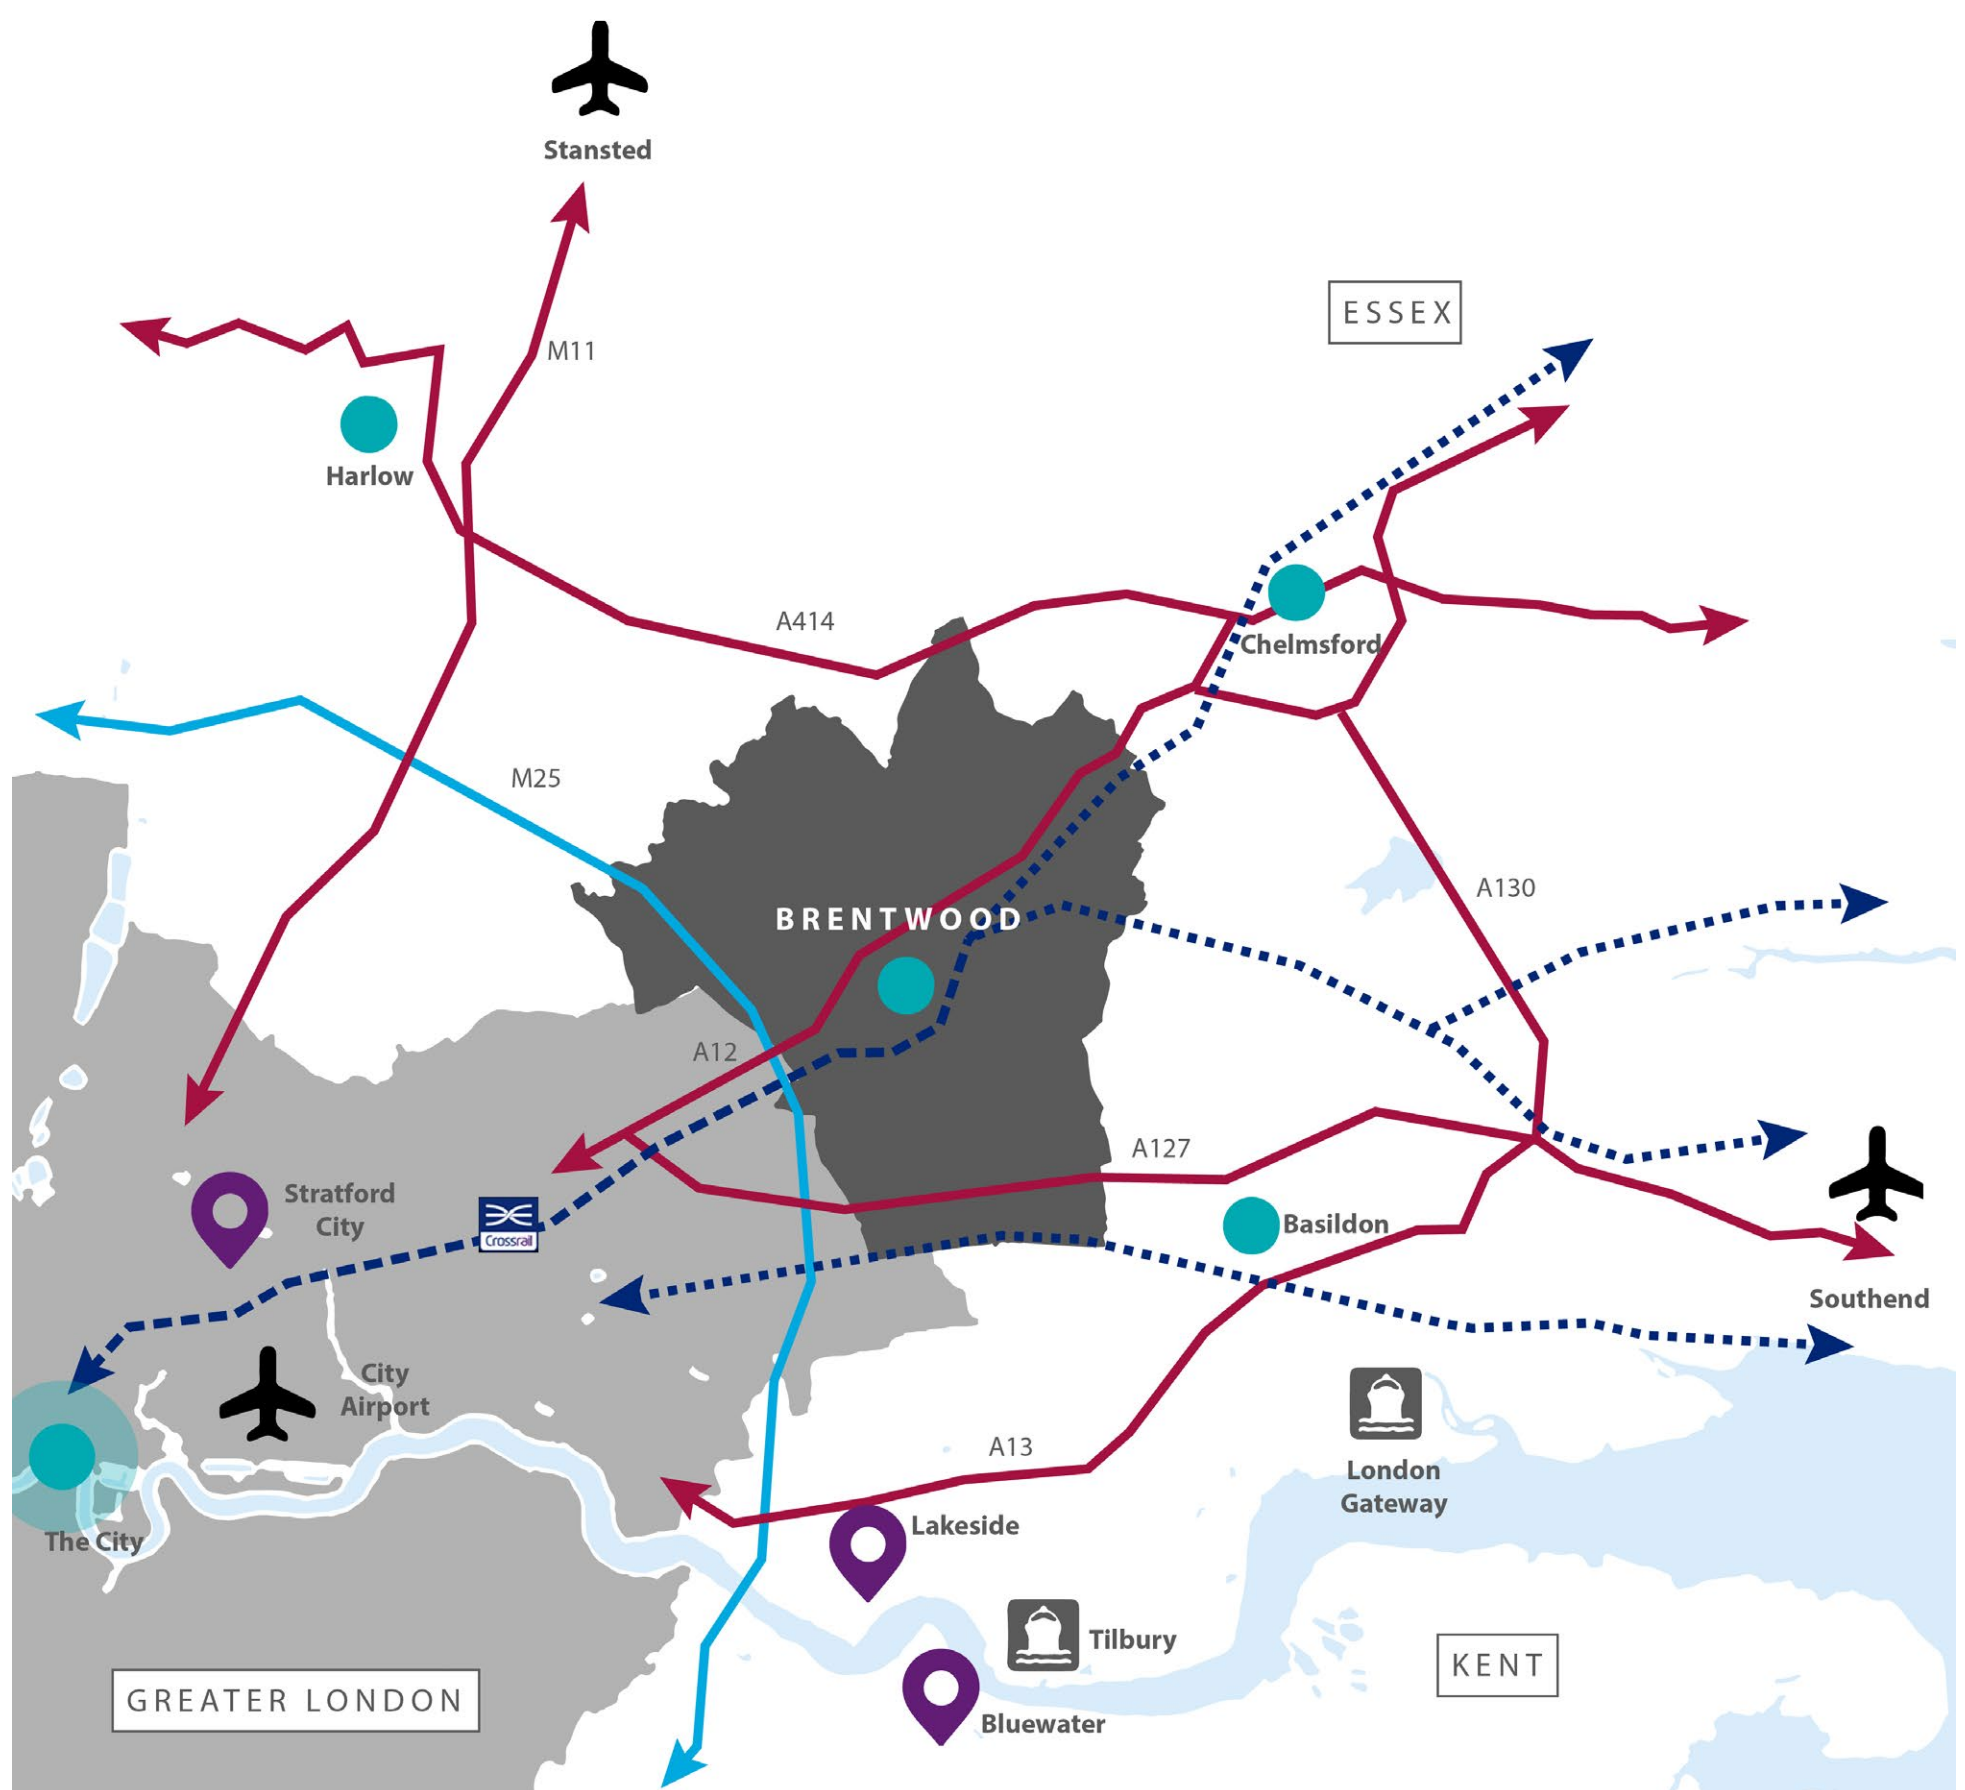 Stansted
ESSEX
M11
Harlow
A414
Chelmsford
M25
A130
BRENTWOOD
A12
A127
Stratford
City
Crossrail
Basildon
Southend
City
Airport
A13
London
Gateway
Lakeside
The City
Tilbury
KENT
GREATER LONDON
Bluewater